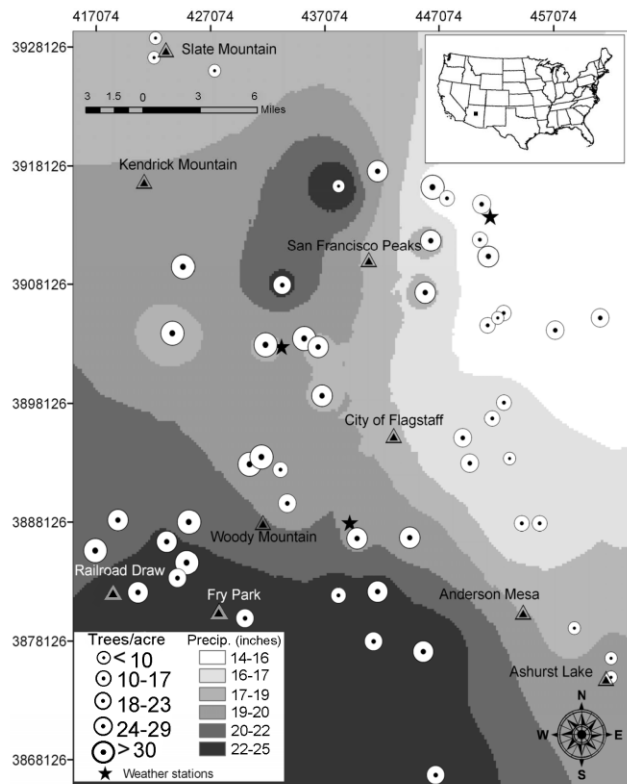 417074 427074 437074 447074 457074
3928126
Slate Mountain
3 1.5 0 3 6
Miles
3918126
Kendrick Mountain
San Francisco Peaks
3908126
3898126
City of Flagstaff
3888126
Woody Mountain
Railroad Draw
Fry Park
Anderson Mesa
3878126
Ashurst Lake
Trees/acre
< 10
10-17
18-23
24-29
>30
Weather stations
Precip. (inches)
14-16
16-17
17-19
19-20
20-22
22-25
N
W E
S
3868126